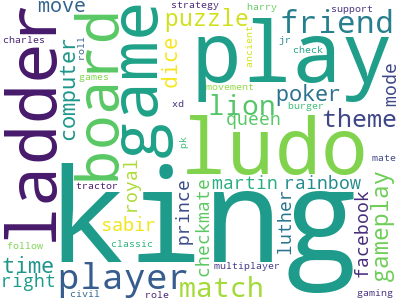 charles
move
strategy
harry
support
puzzle
friend
roll
jr
check
games
play
ladder
computer
board
game
dice
ancient
movement
pk
xd
lion
burger
poker
mode
queen
theme
ludo
mate
king
tractor
royal
martin
rainbow
prince
checkmate
luther
facebook
gameplay
sabir
follow
classic
time
right
player
match
multiplayer
civil
role
gaming